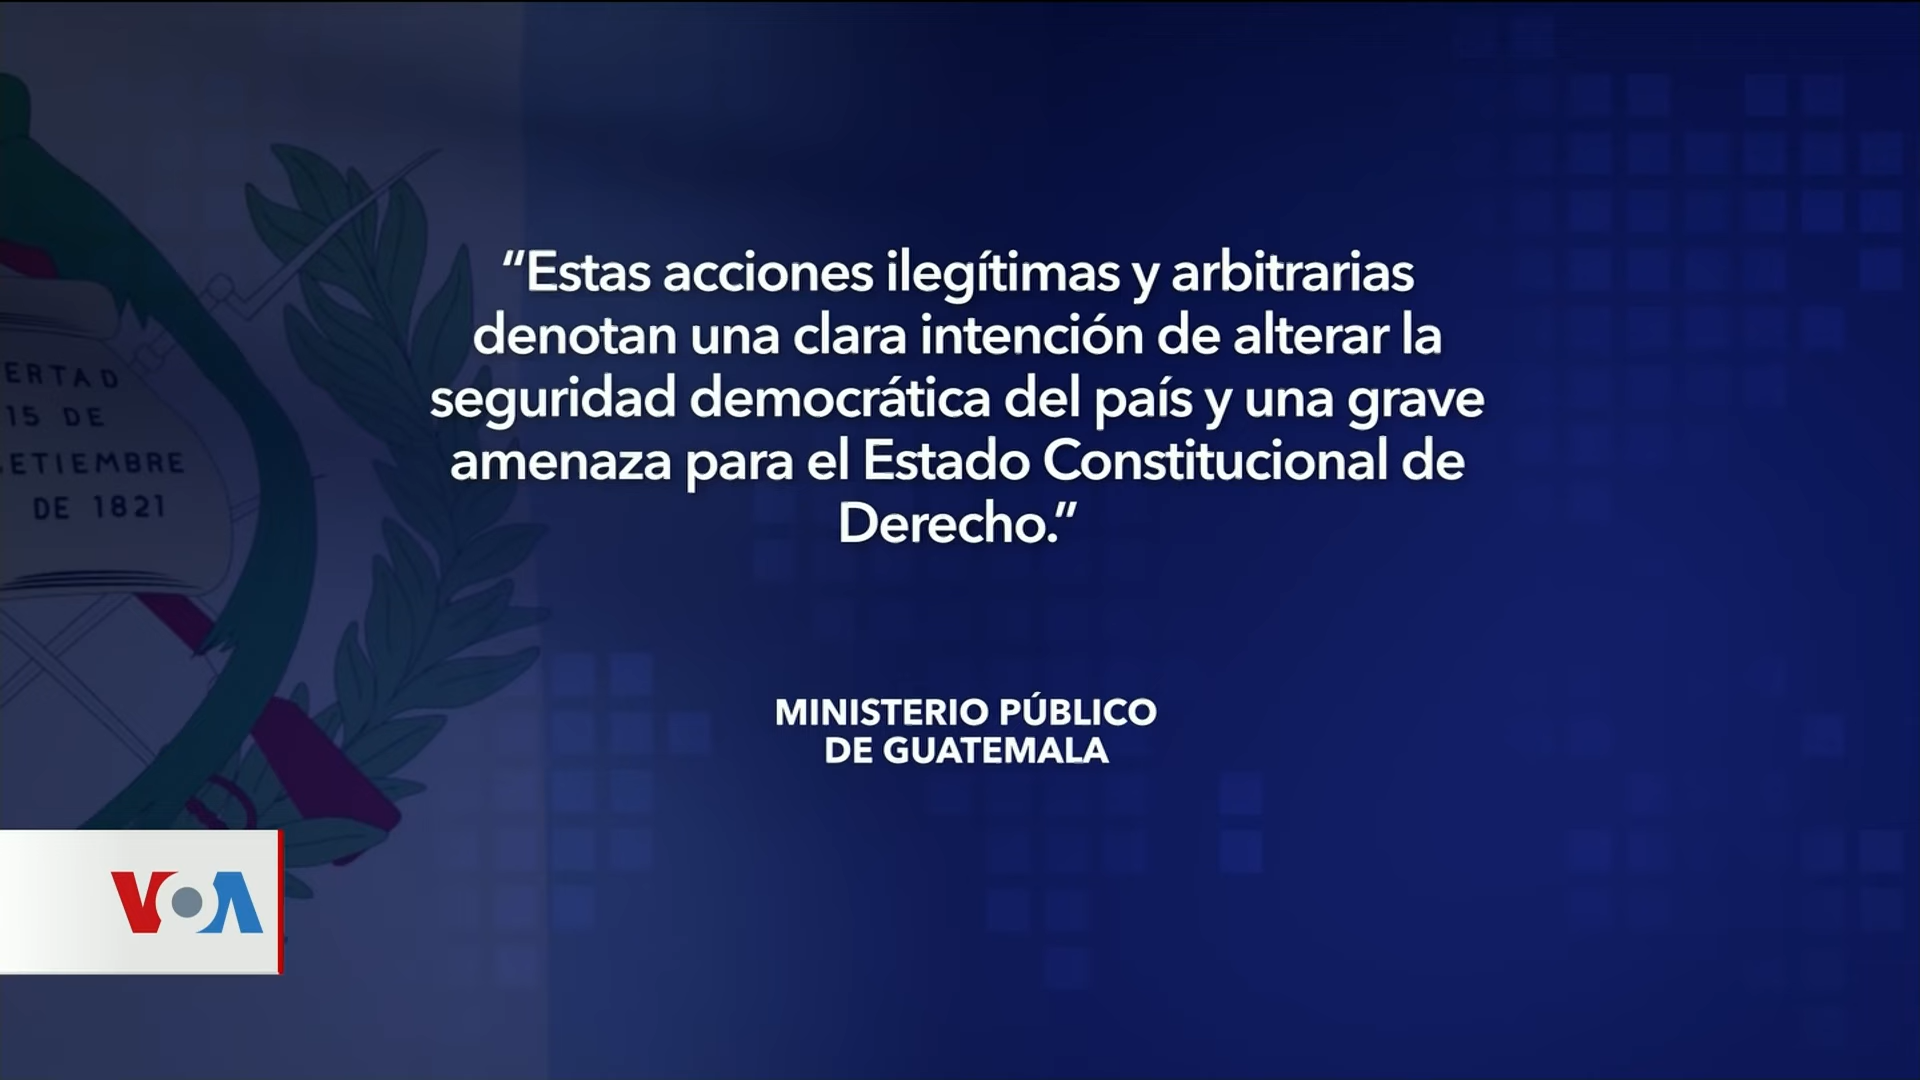 “Estas acciones ilegítimas y arbitrarias
denotan una clara intención de alterar la
seguridad democrática del país y una grave
amenaza para el Estado Constitucional de
Derecho.”
MINISTERIO PÚBLICO
DE GUATEMALA
ERTAD
15 DE
SETIEMBRE
DE 1821
VOA